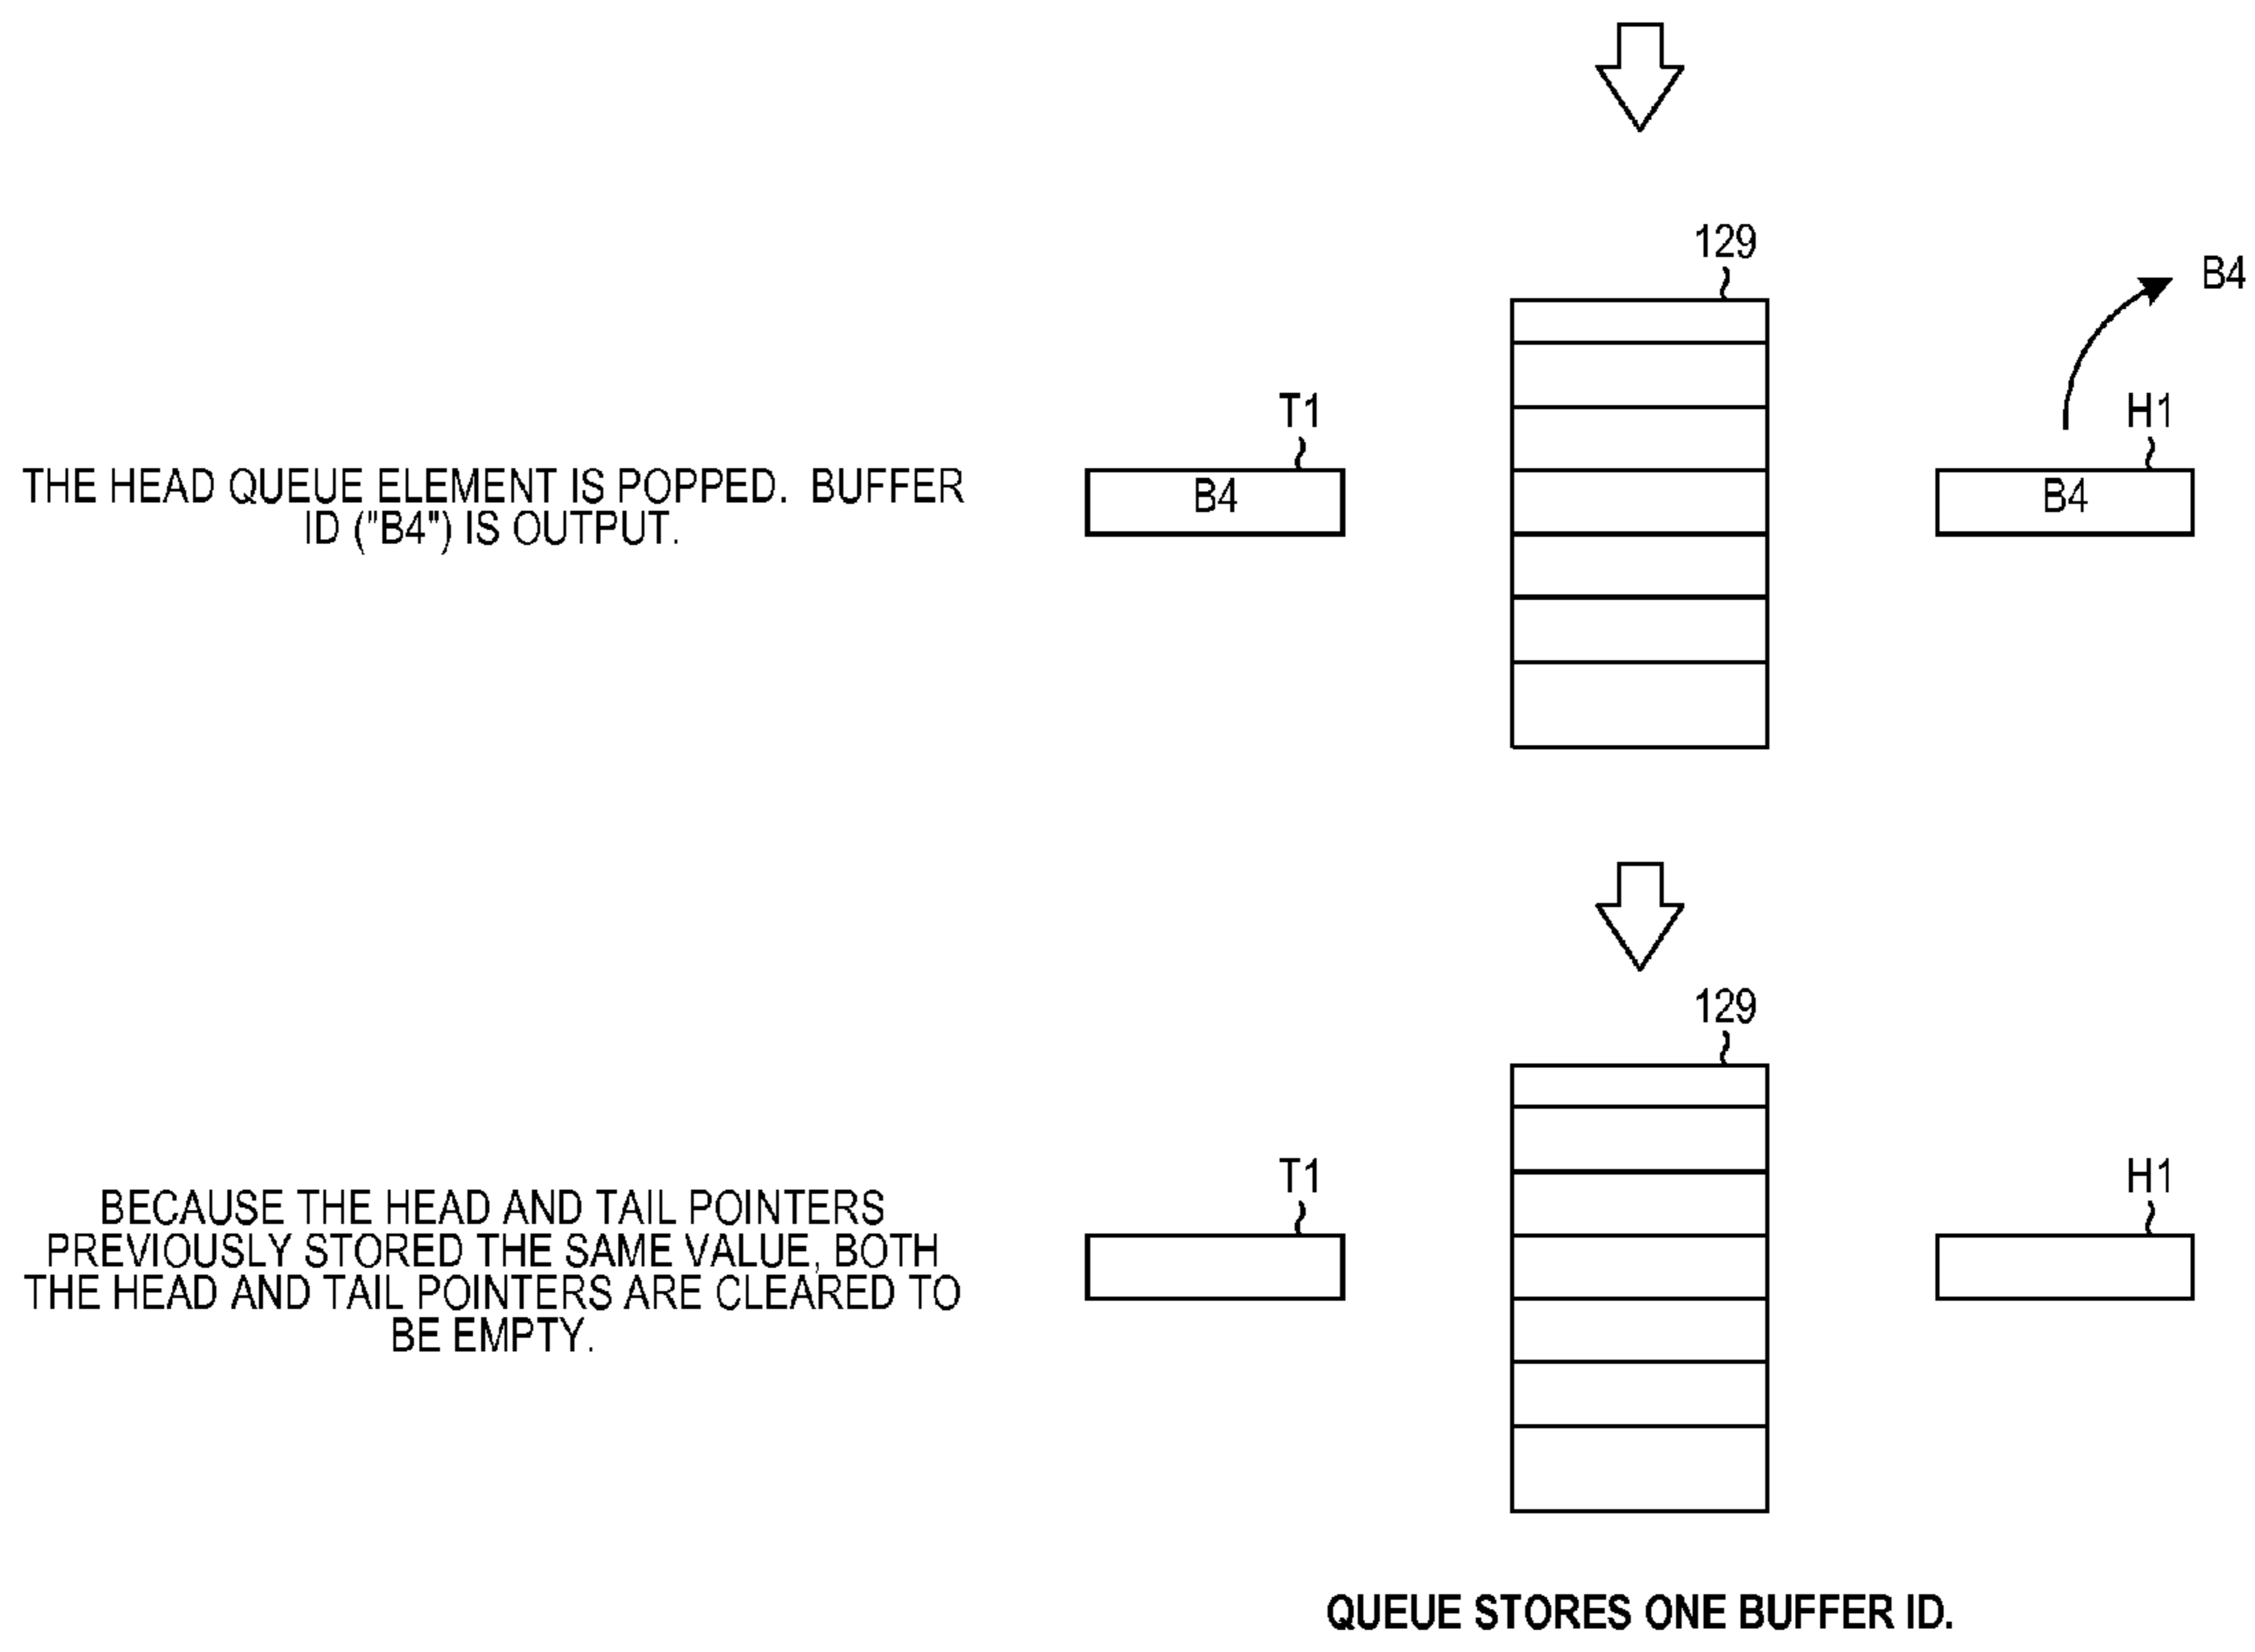 129
B4
T1
H1
THE HEAD QUEUE ELEMENT IS POPPED. BUFFER
ID ("B4") IS OUTPUT.
B4
B4
129
T1
H1
BECAUSE THE HEAD AND TAIL POINTERS
PREVIOUSLY STORED THE SAME VALUE, BOTH
THE HEAD AND TAIL POINTERS ARE CLEARED TO
BE EMPTY.
QUEUE STORES ONE BUFFER ID.